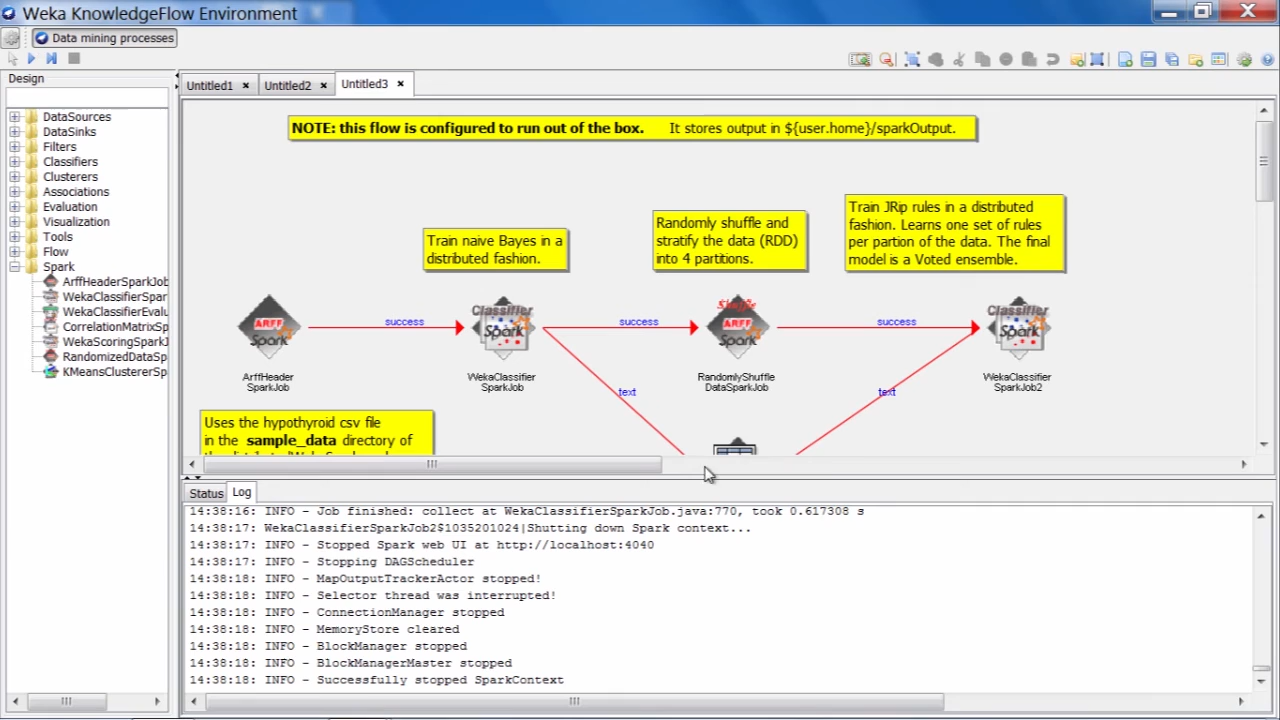 Weka KnowledgeFlow Environment
Data mining processes
Design
Untitled1
Untitled2
Untitled3
DataSources
DataSinks
Filters
Classifiers
Clusterers
Associations
Evaluation
Visualization
Tools
Flow
Spark
ArffHeaderSparkJob
WekaClassifierSpar
WekaClassifierEvalu
CorrelationMatrixSp
WekaScoringSparkJ
RandomizedDataSp
KMeansClustererSp
NOTE: this flow is configured to run out of the box. It stores output in ${user.home}/sparkOutput.
Train naive Bayes in a
distributed fashion.
Randomly shuffle and
stratify the data (RDD)
into 4 partitions.
Train JRip rules in a distributed
fashion. Learns one set of rules
per partion of the data. The final
model is a Voted ensemble.
ARFF
Spark
success
Classifier
Spark
success
Shuffle
ARFF
Spark
success
Classifier
Spark
ArffHeader
SparkJob
WekaClassifier
SparkJob
RandomlyShuffle
DataSparkJob
WekaClassifier
SparkJob2
text
text
Uses the hypothyroid csv file
in the sample_data directory of
Status
Log
14:38:16: INFO - Job finished: collect at WekaClassifierSparkJob.java:770, took 0.617308 s
14:38:17: WekaClassifierSparkJob2$1035201024|Shutting down Spark context...
14:38:17: INFO - Stopped Spark web UI at http://localhost:4040
14:38:17: INFO - Stopping DAGScheduler
14:38:18: INFO - MapOutputTrackerActor stopped!
14:38:18: INFO - Selector thread was interrupted!
14:38:18: INFO - ConnectionManager stopped
14:38:18: INFO - MemoryStore cleared
14:38:18: INFO - BlockManager stopped
14:38:18: INFO - BlockManagerMaster stopped
14:38:18: INFO - Successfully stopped SparkContext